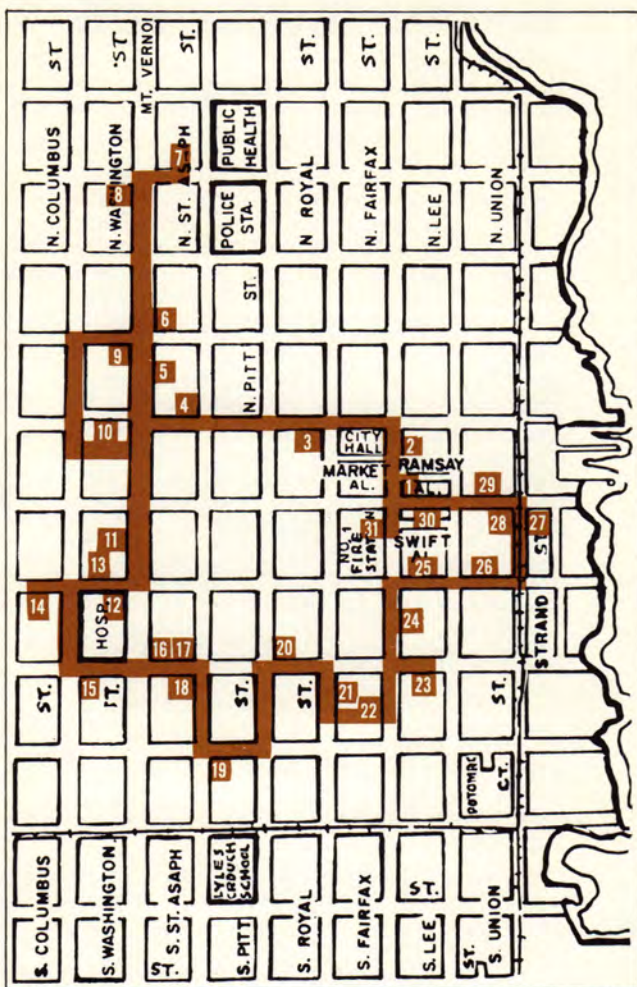 ST
ST
MT. VERNO
ST.
ST.
ST.
ST.
N. COLUMBUS
N. WASHINGTON
7
N. ST. ASAPH
PUBLIC
HEALTH
8
POLICE
STA.
N ROYAL
N. FAIRFAX
N. LEE
N. UNION
ST.
N. PITT
6
5
4
9
10
3
CITY
HALL
2
MARKET
AL.
RAMSAY
AL.
1
29
11
13
31
NO. 1
FIRE
STATION
30
28
27
SWIFT
AL.
25
26
ST.
STRAND
14
12
HOSP.
24
16
17
20
15
18
21
22
23
ST.
ST.
ST.
ST.
ST.
19
POTOMAC
CT.
S. COLUMBUS
S. WASHINGTON
S. ST. ASAPH
ST.
LYLES
CROUCH
SCHOOL
S. PITT
S. ROYAL
S. FAIRFAX
ST.
S. LEE
ST.
S. UNION